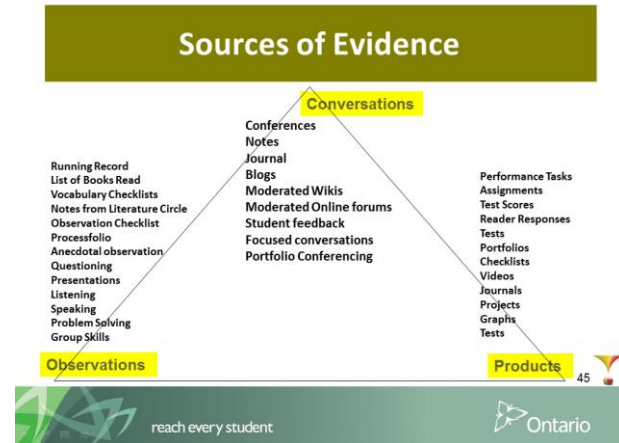 Sources of Evidence
Conversations
Conferences
Notes
Journal
Blogs
Moderated Wikis
Moderated Online forums
Student feedback
Focused conversations
Portfolio Conferencing
Running Record
List of Books Read
Vocabulary Checklists
Notes from Literature Circle
Observation Checklist
Processfolio
Anecdotal observation
Questioning
Presentations
Listening
Speaking
Problem Solving
Group Skills
Observations
Performance Tasks
Assignments
Test Scores
Reader Responses
Tests
Portfolios
Checklists
Videos
Journals
Projects
Graphs
Tests
Products
45
reach every student
Ontario